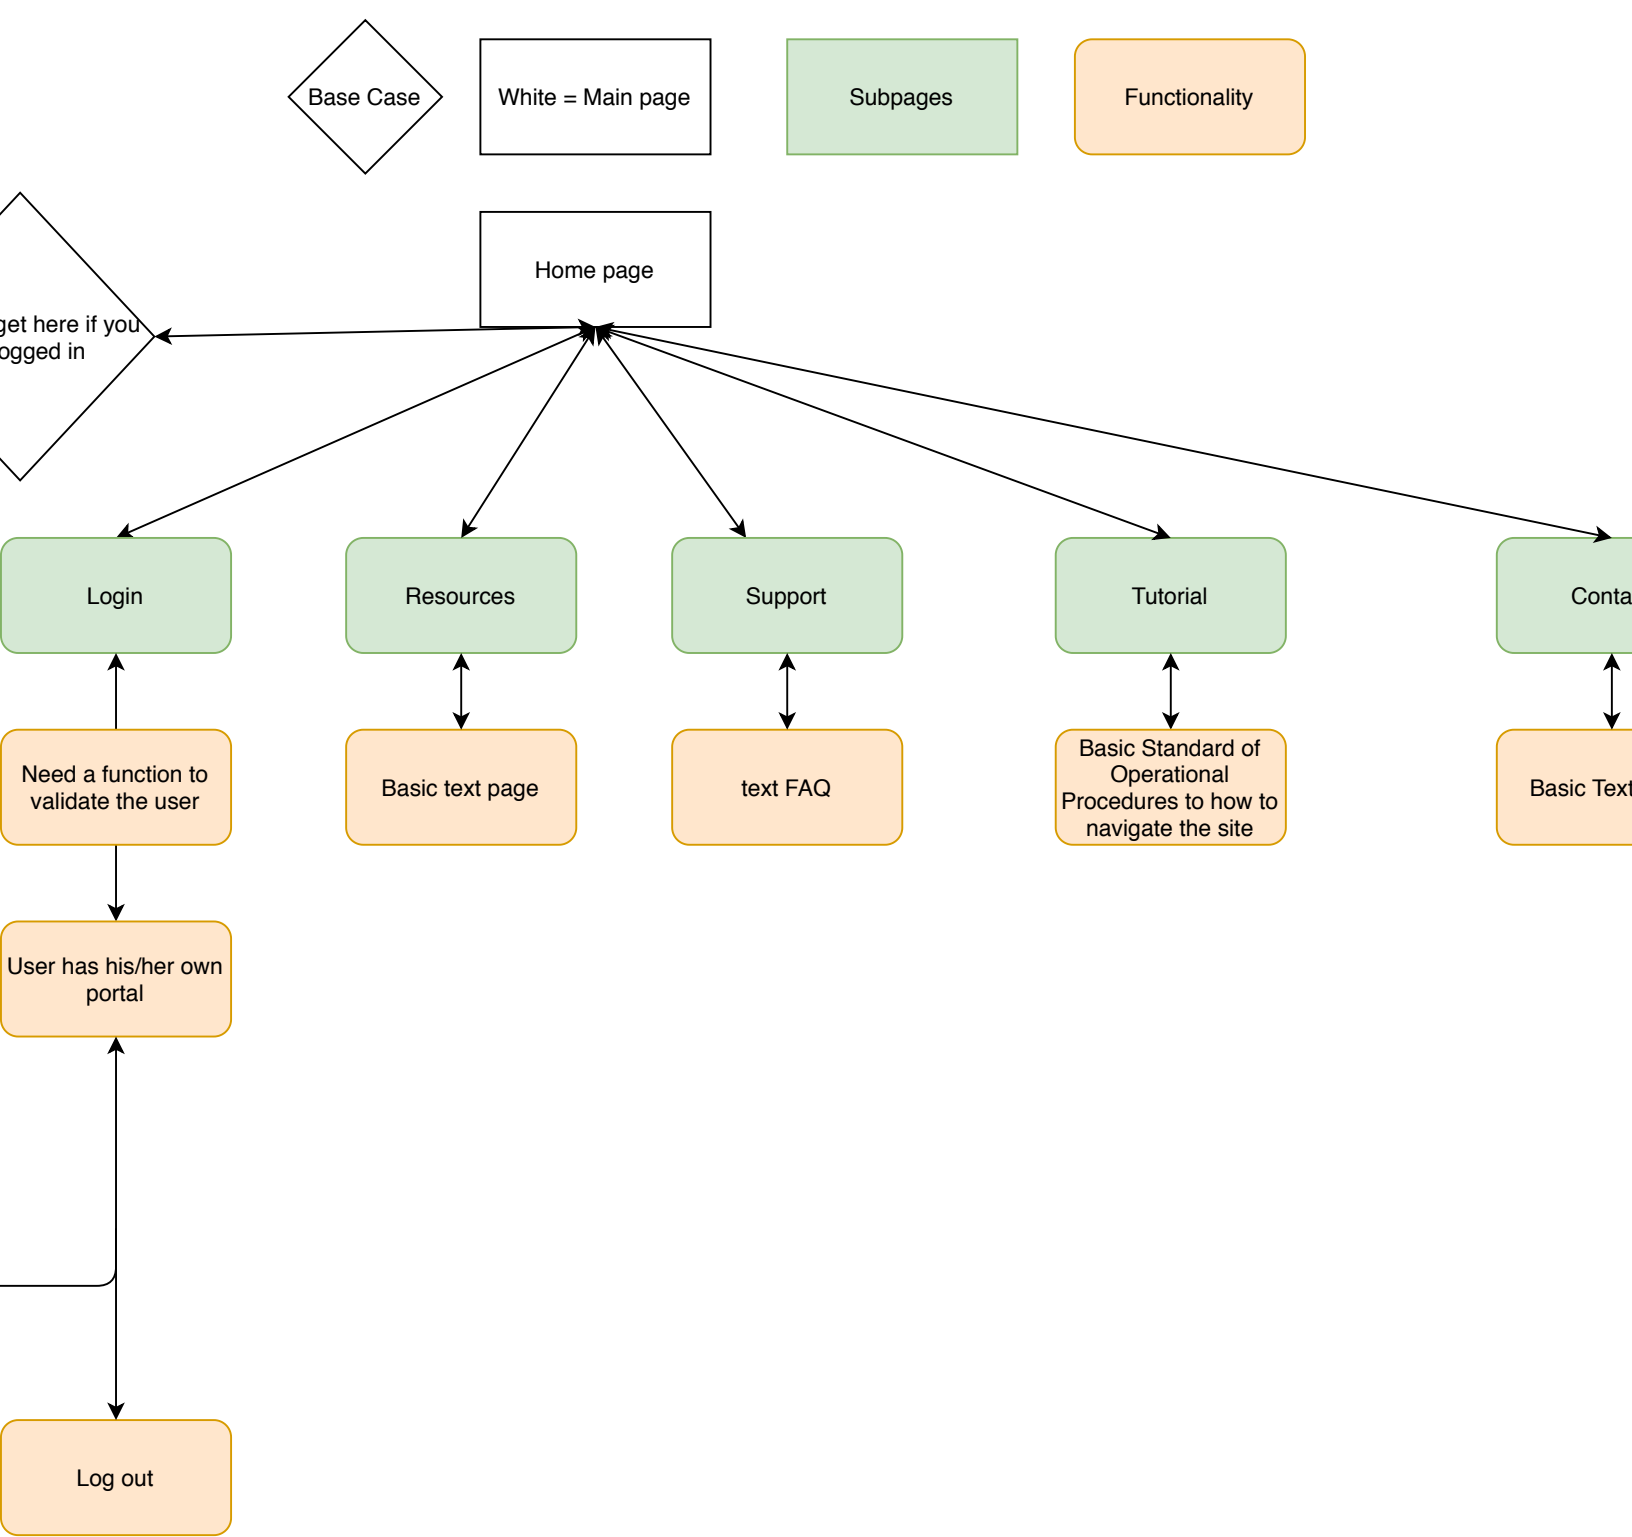 Base Case
White = Main page
Subpages
Functionality
Home page
get here if you
logged in
Login
Resources
Support
Tutorial
Need a function to
validate the user
Basic text page
text FAQ
Basic Standard of
Operational
Procedures to how to
navigate the site
Basic Text
User has his/her own
portal
Log out